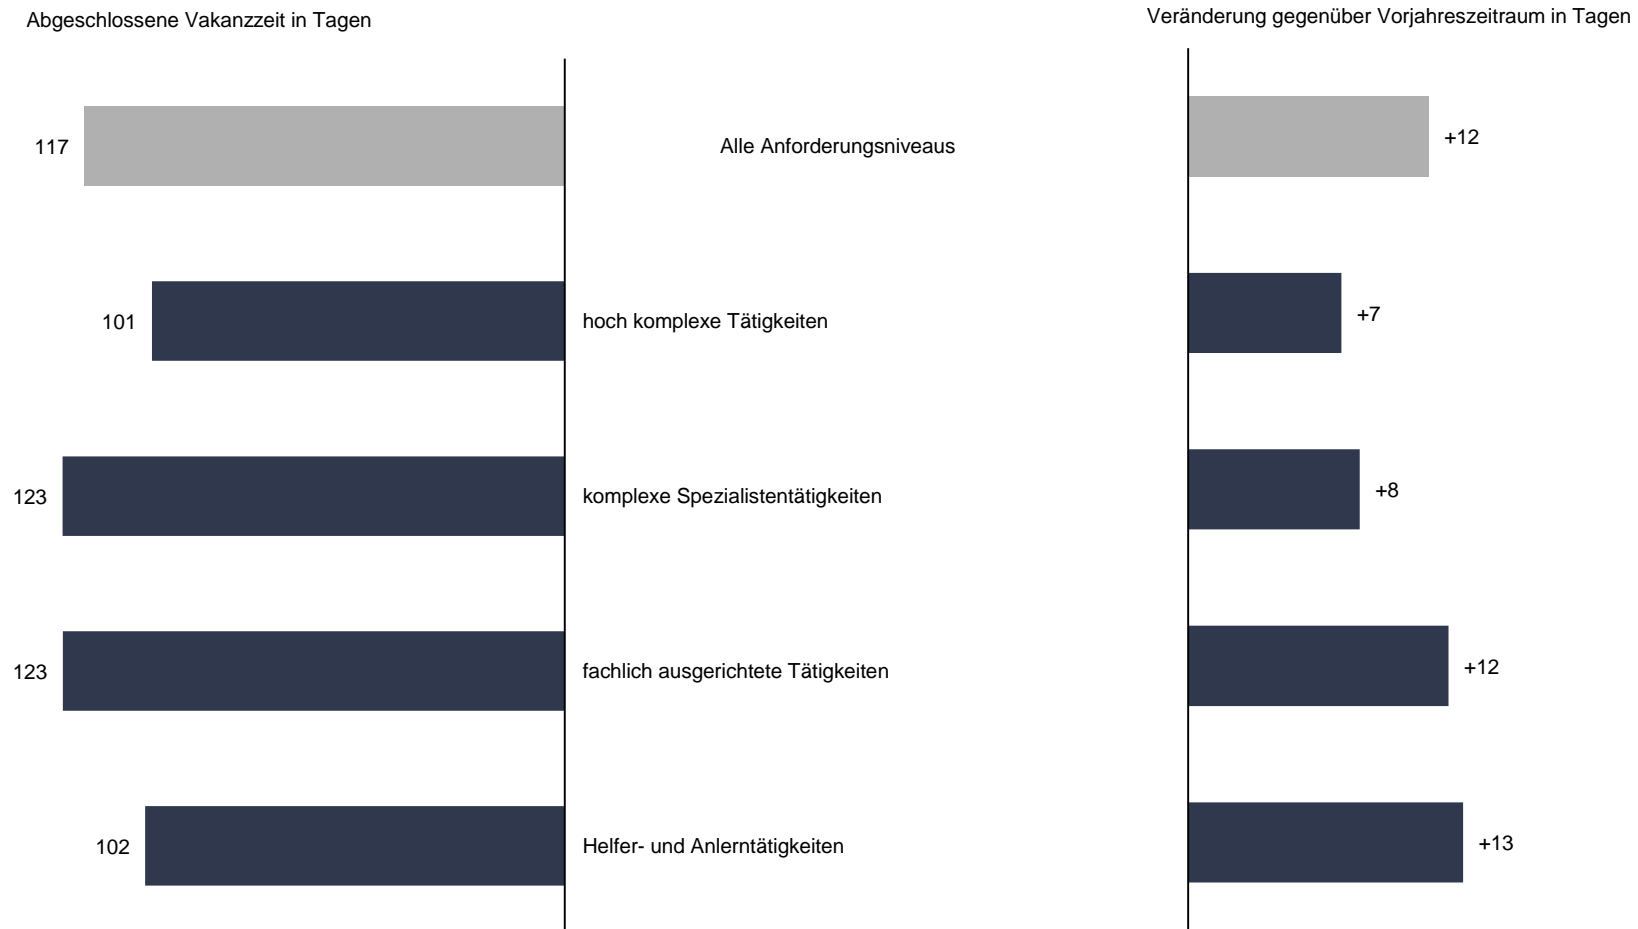 Abgeschlossene Vakanzzeit in Tagen
Veränderung gegenüber Vorjahreszeitraum in Tagen
117 Alle Anforderungsniveaus +12
101 hoch komplexe Tätigkeiten +7
123 komplexe Spezialistentätigkeiten +8
123 fachlich ausgerichtete Tätigkeiten +12
102 Helfer- und Anlerntätigkeiten +13